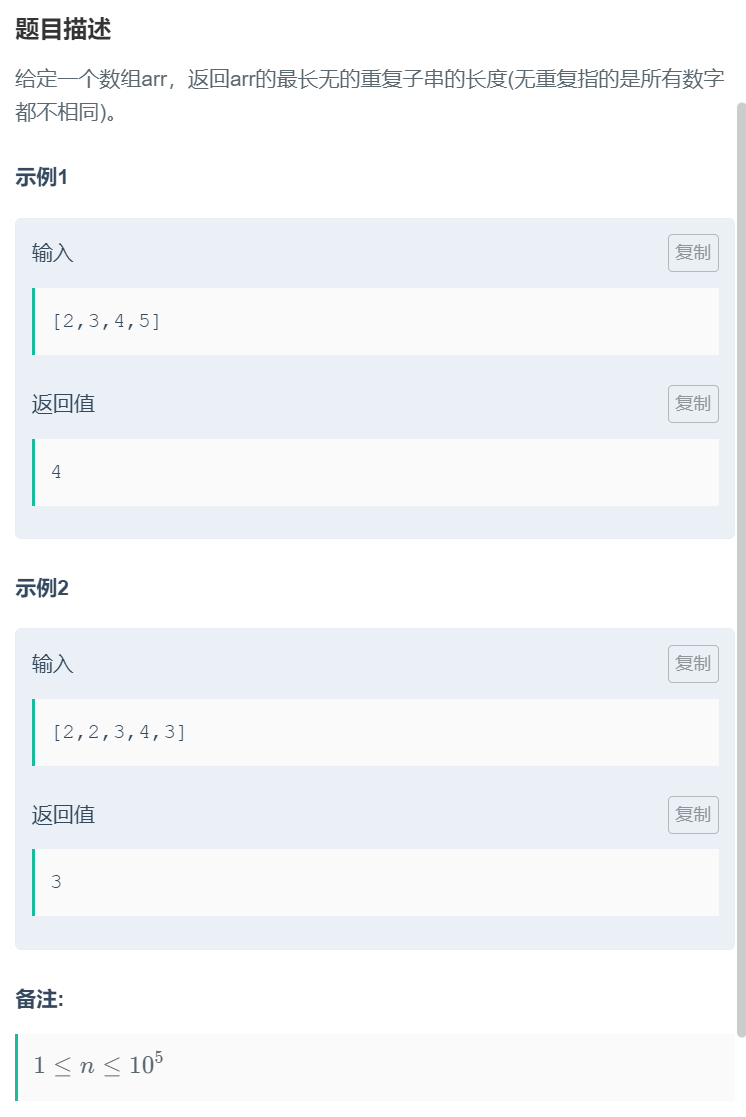 题目描述
给定一个数组arr，返回arr的最长无的重复子串的长度(无重复指的是所有数字
都不相同)。
示例1
输入
复制
[2,3,4,5]
返回值
复制
4
示例2
输入
复制
[2,2,3,4,3]
返回值
复制
3
备注:
1 ≤ n ≤ 10⁵